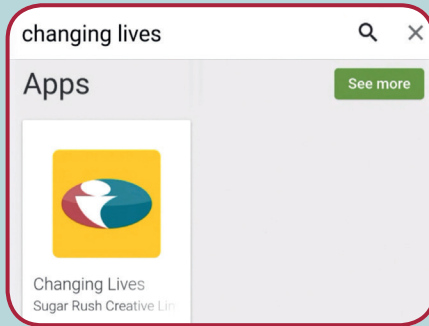 changing lives
Apps
See more
Changing Lives
Sugar Rush Creative